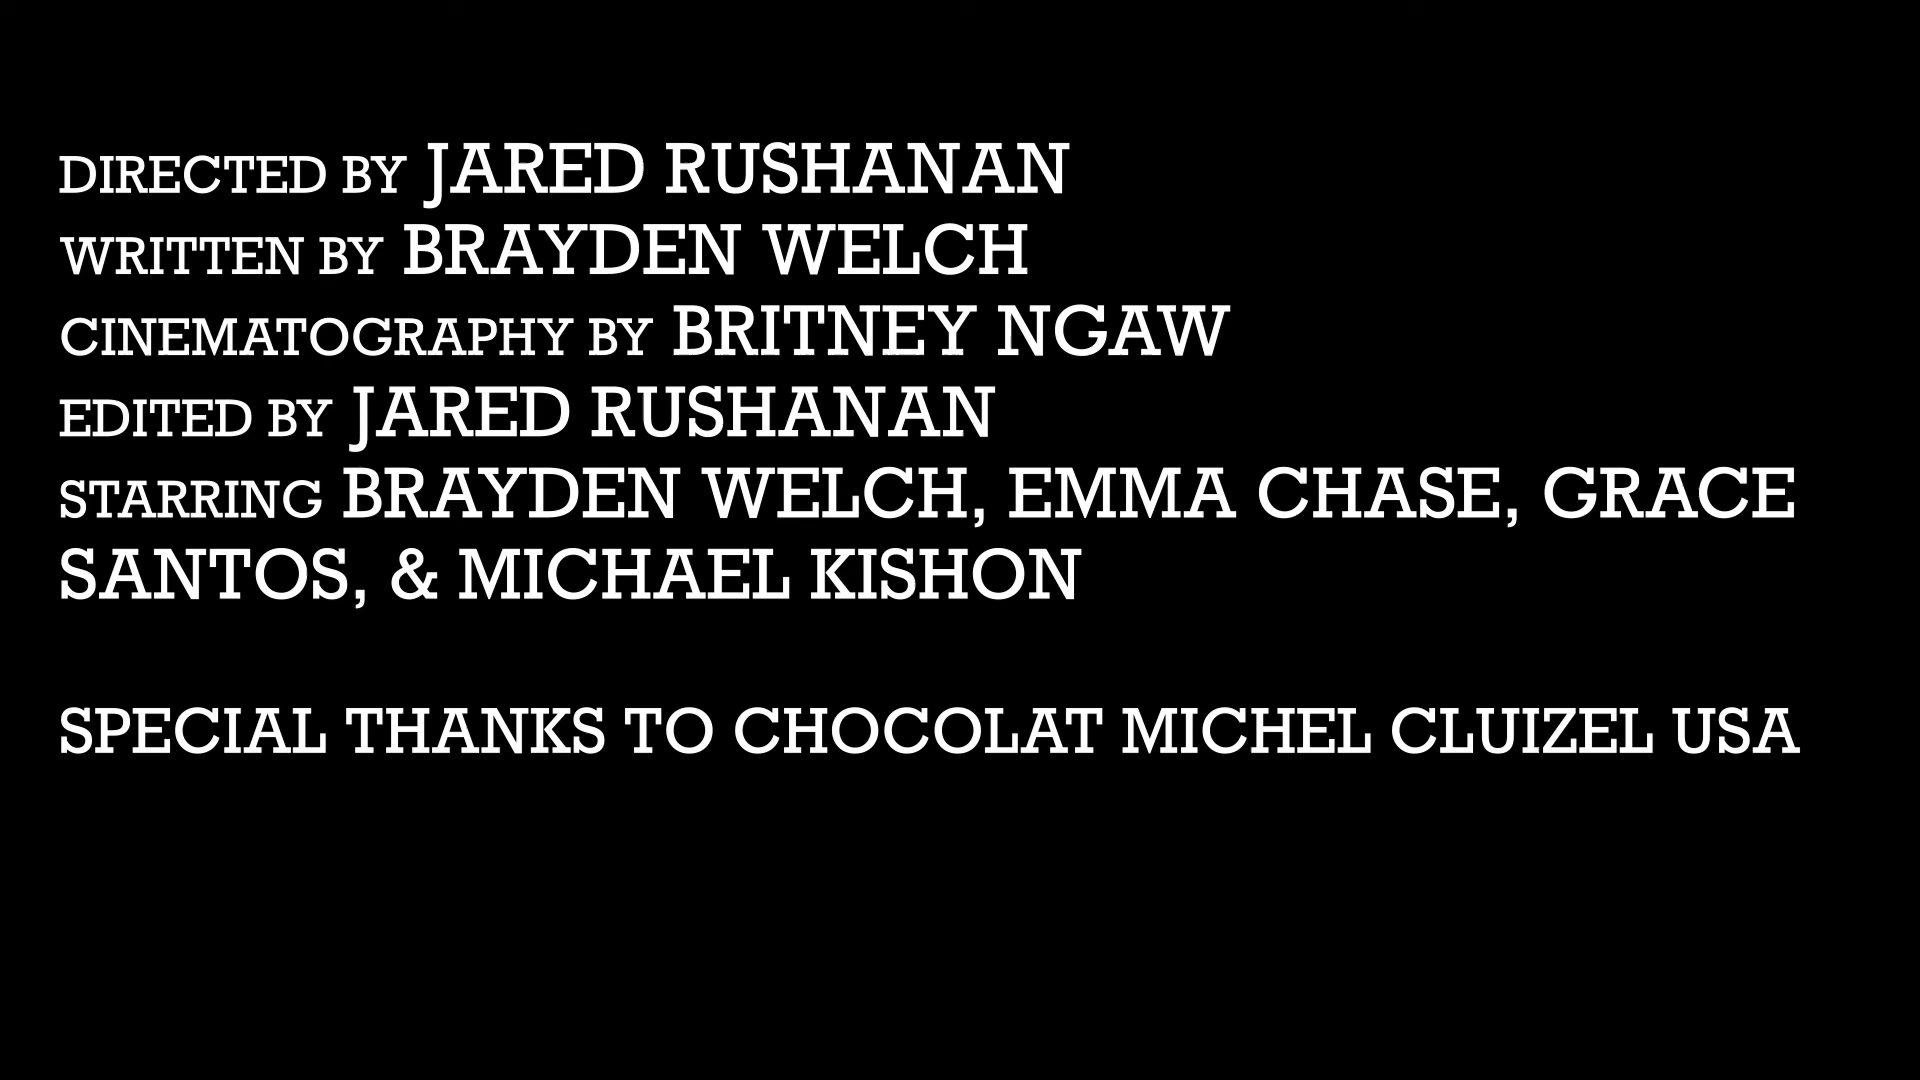 DIRECTED BY JARED RUSHANAN
WRITTEN BY BRAYDEN WELCH
CINEMATOGRAPHY BY BRITNEY NGAW
EDITED BY JARED RUSHANAN
STARRING BRAYDEN WELCH, EMMA CHASE, GRACE
SANTOS, & MICHAEL KISHON
SPECIAL THANKS TO CHOCOLAT MICHEL CLUIZEL USA